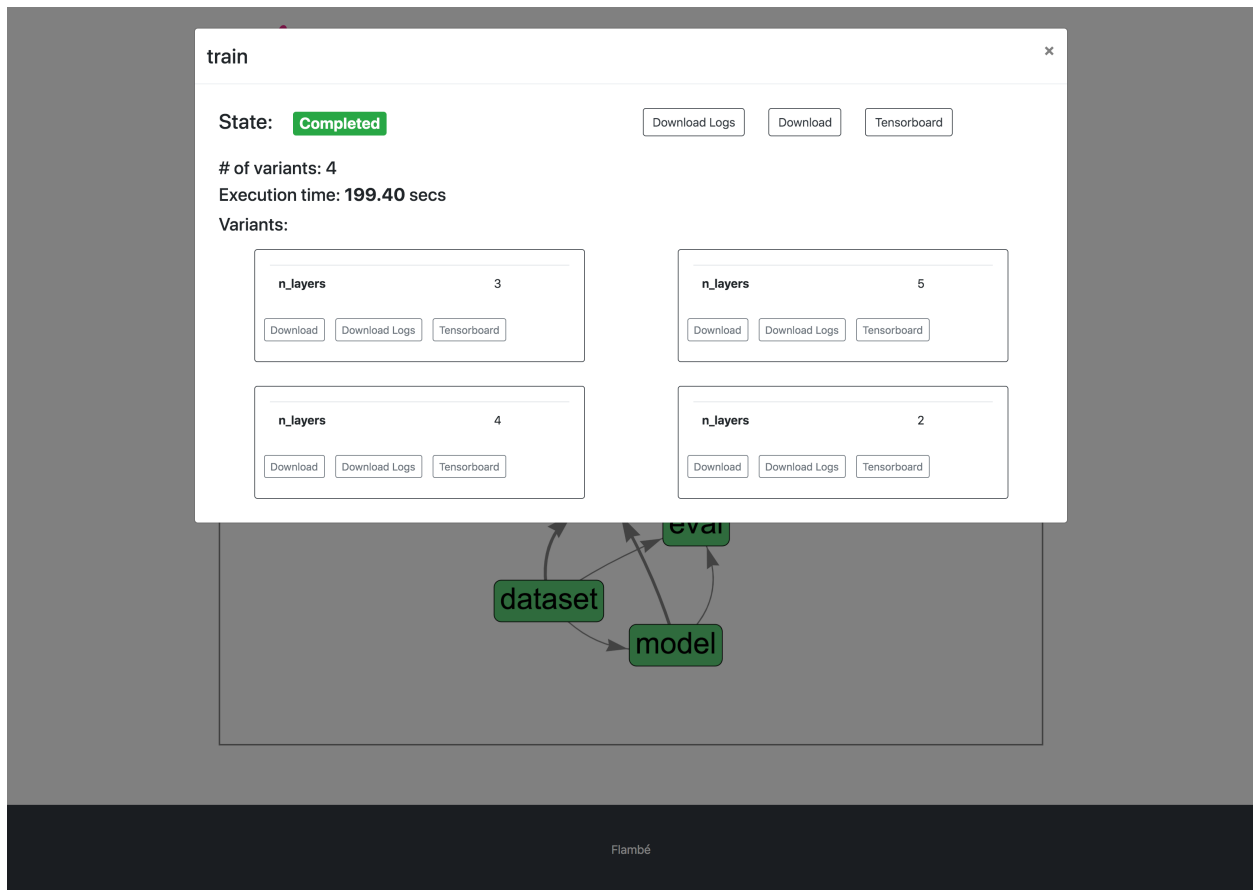 train ×
State: Completed Download Logs Download Tensorboard
# of variants: 4
Execution time: 199.40 secs
Variants:
n_layers 3
Download Download Logs Tensorboard
n_layers 5
Download Download Logs Tensorboard
n_layers 4
Download Download Logs Tensorboard
n_layers 2
Download Download Logs Tensorboard
eval
dataset
model
Flambé